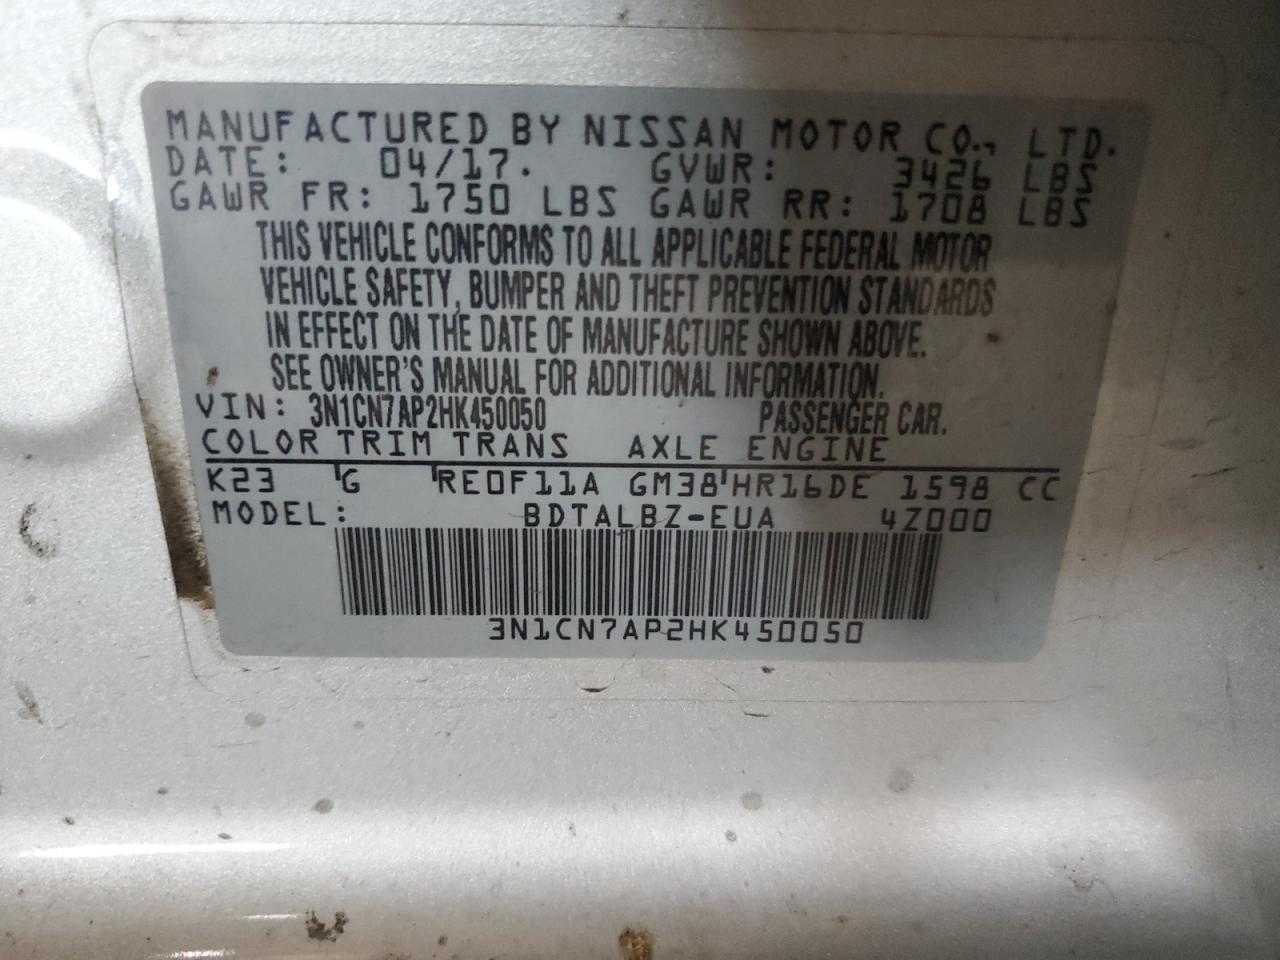 MANUFACTURED BY NISSAN MOTOR CO., LTD.
DATE: 04/17. GVWR: 3426 LBS
GAWR FR: 1750 LBS GAWR RR: 1708 LBS
THIS VEHICLE CONFORMS TO ALL APPLICABLE FEDERAL MOTOR
VEHICLE SAFETY, BUMPER AND THEFT PREVENTION STANDARDS
IN EFFECT ON THE DATE OF MANUFACTURE SHOWN ABOVE.
SEE OWNER'S MANUAL FOR ADDITIONAL INFORMATION.
VIN: 3N1CN7AP2HK450050 PASSENGER CAR.
COLOR TRIM TRANS AXLE ENGINE
K23 G RE0F11A GM38 HR16DE 1598 CC
MODEL: BDTALBZ-EUA 4Z000
3N1CN7AP2HK450050